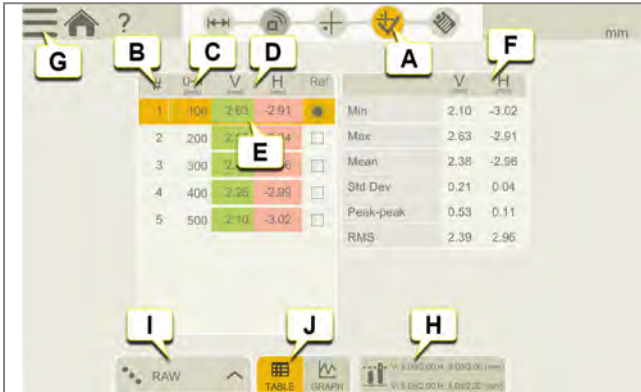 ?
mm
G
B
C
D
A
F
# V H Ref V H
1 100 2.63 -2.91 Min 2.10 -3.02
2 200 Max 2.63 -2.91
3 300 Mean 2.38 -2.96
E
4 400 2.25 -2.99 Std Dev 0.21 0.04
5 500 2.10 -3.02 Peak-peak 0.53 0.11
RMS 2.39 2.96
I
J
H
RAW
TABLE GRAPH